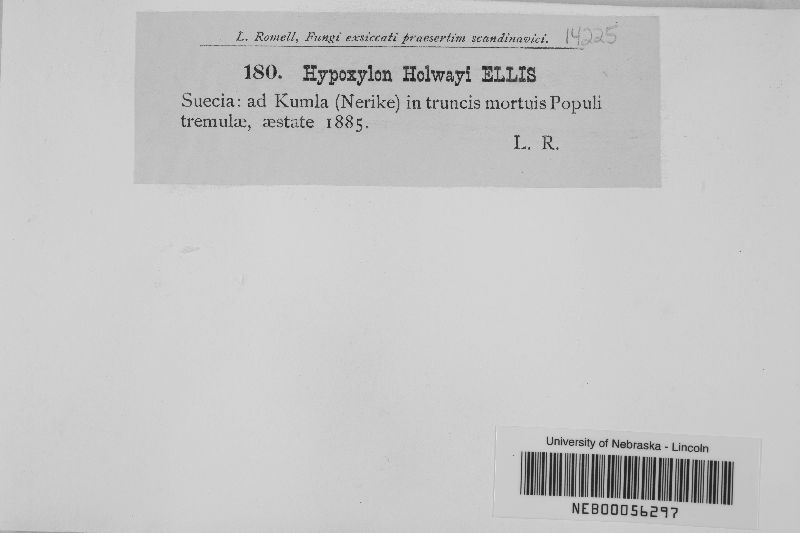 L. Romell, Fungi exsiccati praesertim scandinavici. 14225
180. Hypoxylon Holwayi ELLIS
Suecia: ad Kumla (Nerike) in truncis mortuis Populi
tremulæ, æstate 1885.
L. R.
University of Nebraska - Lincoln
NEB00056297